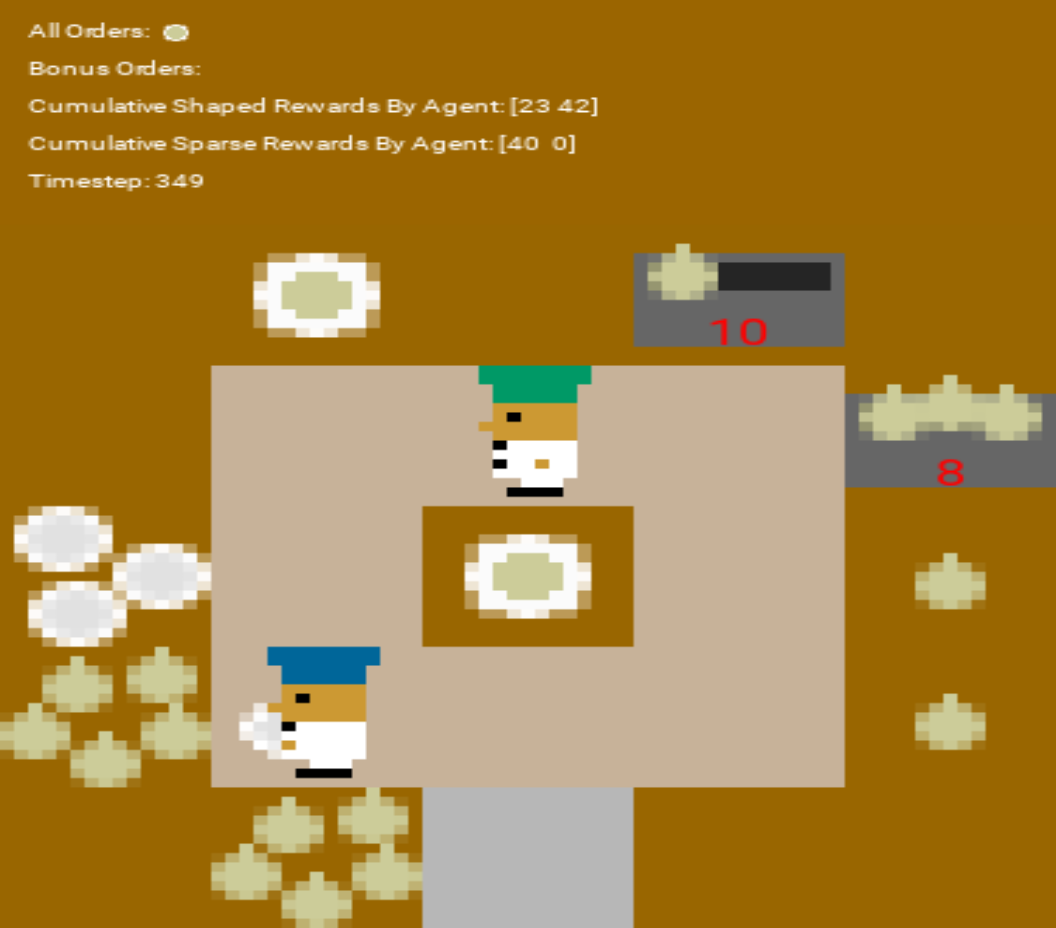 All Orders:
Bonus Orders:
Cumulative Shaped Rewards By Agent: [23 42]
Cumulative Sparse Rewards By Agent: [40 0]
Timestep: 349
10
8